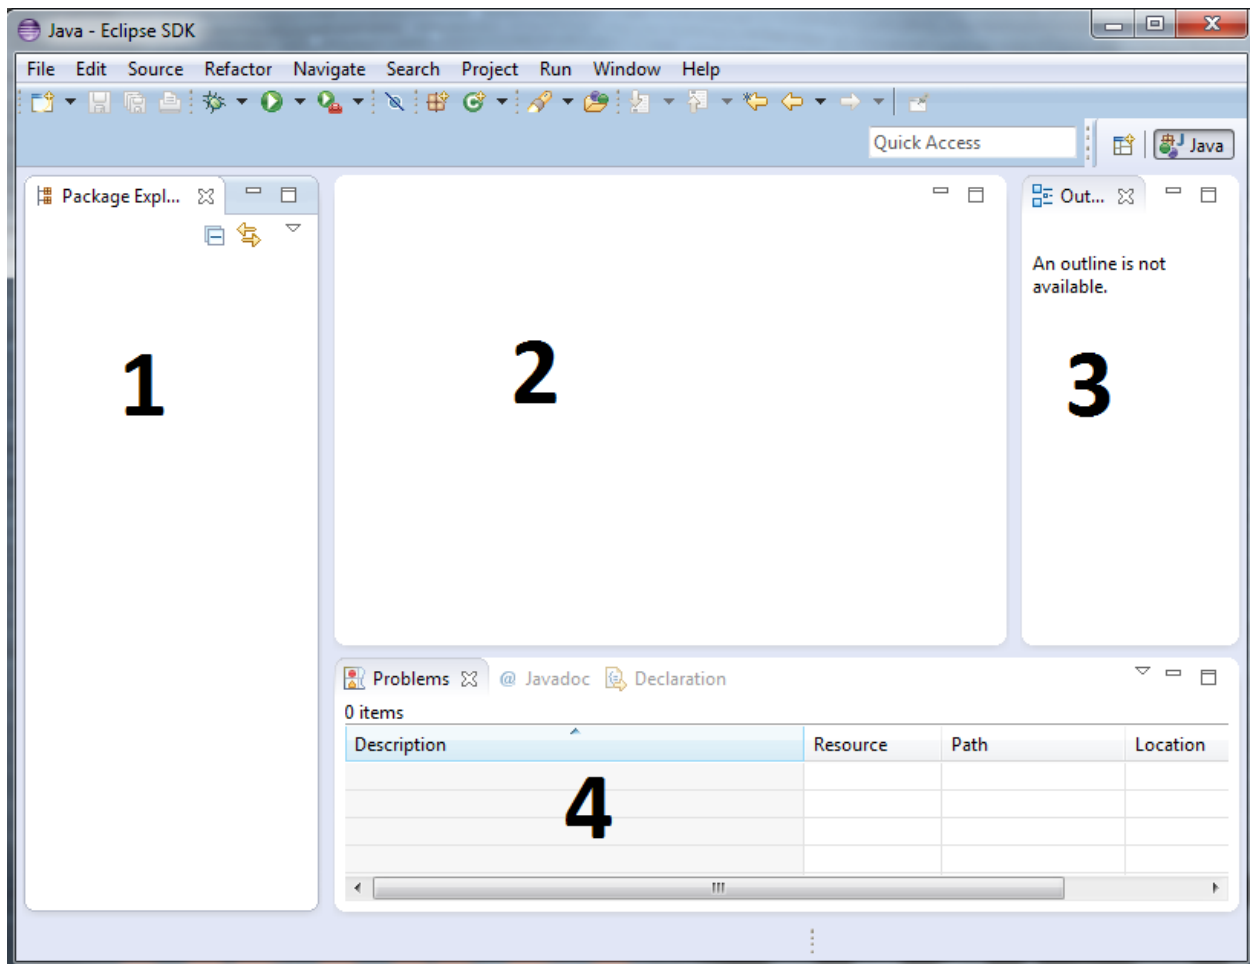 Java - Eclipse SDK
File Edit Source Refactor Navigate Search Project Run Window Help
Quick Access
Java
Package Expl...
Out...
An outline is not
available.
1
2
3
Problems @ Javadoc Declaration
0 items
Description Resource Path Location
4